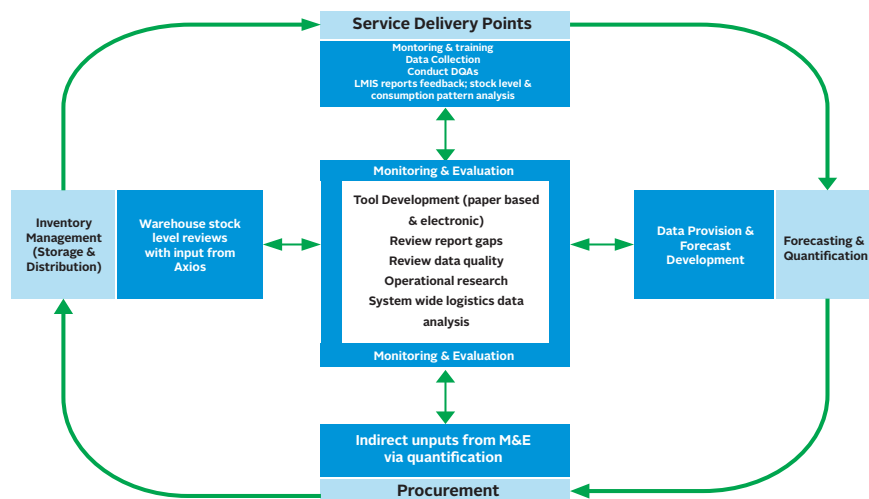 Service Delivery Points
Montoring & training
Data Collection
Conduct DQAs
LMIS reports feedback; stock level &
consumption pattern analysis
Monitoring & Evaluation
Tool Development (paper based
& electronic)
Review report gaps
Review data quality
Operational research
System wide logistics data
analysis
Monitoring & Evaluation
Inventory
Management
(Storage &
Distribution)
Warehouse stock
level reviews
with input from
Axios
Data Provision &
Forecast
Development
Forecasting &
Quantification
Indirect unputs from M&E
via quantification
Procurement